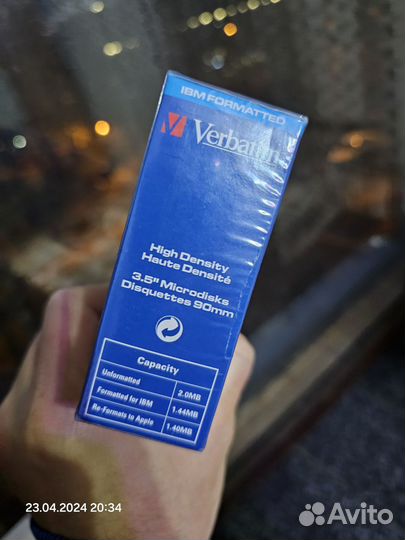 IBM FORMATTED
Verbatim
High Density
Haute Densité
3.5" Microdisks
Disquettes 90mm
Capacity
Unformatted 2.0MB
Formatted for IBM 1.44MB
Re-Formats to Apple 1.40MB
23.04.2024 20:34
Avito